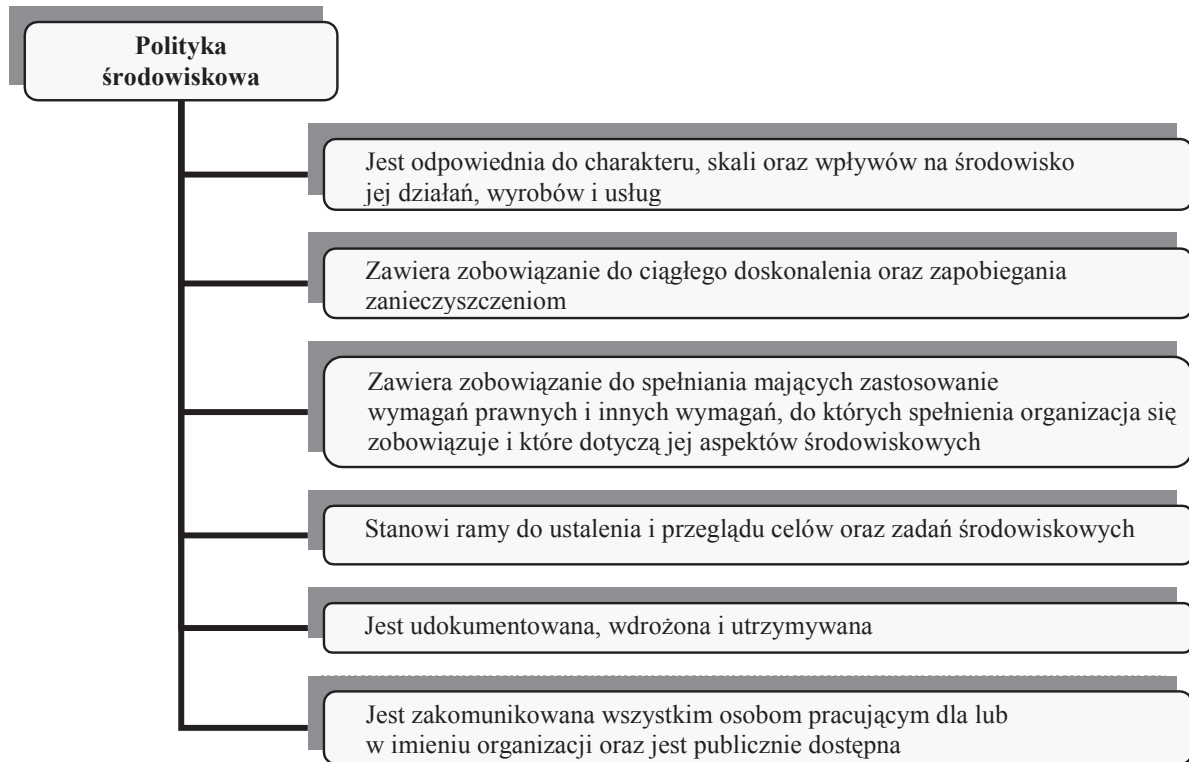 Polityka
środowiskowa
Jest odpowiednia do charakteru, skali oraz wpływów na środowisko
jej działań, wyrobów i usług
Zawiera zobowiązanie do ciągłego doskonalenia oraz zapobiegania
zanieczyszczeniom
Zawiera zobowiązanie do spełniania mających zastosowanie
wymagań prawnych i innych wymagań, do których spełnienia organizacja się
zobowiązuje i które dotyczą jej aspektów środowiskowych
Stanowi ramy do ustalenia i przeglądu celów oraz zadań środowiskowych
Jest udokumentowana, wdrożona i utrzymywana
Jest zakomunikowana wszystkim osobom pracującym dla lub
w imieniu organizacji oraz jest publicznie dostępna